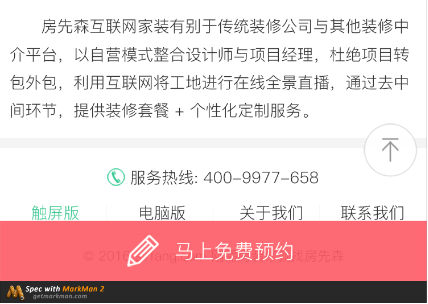 房先森互联网家装有别于传统装修公司与其他装修中
介平台，以自营模式整合设计师与项目经理，杜绝项目转
包外包，利用互联网将工地进行在线全景直播，通过去中
间环节，提供装修套餐 + 个性化定制服务。
服务热线: 400-9977-658
触屏版 电脑版 关于我们 联系我们
马上免费预约
© 201 找房先森
Spec with MarkMan 2
getmarkman.com